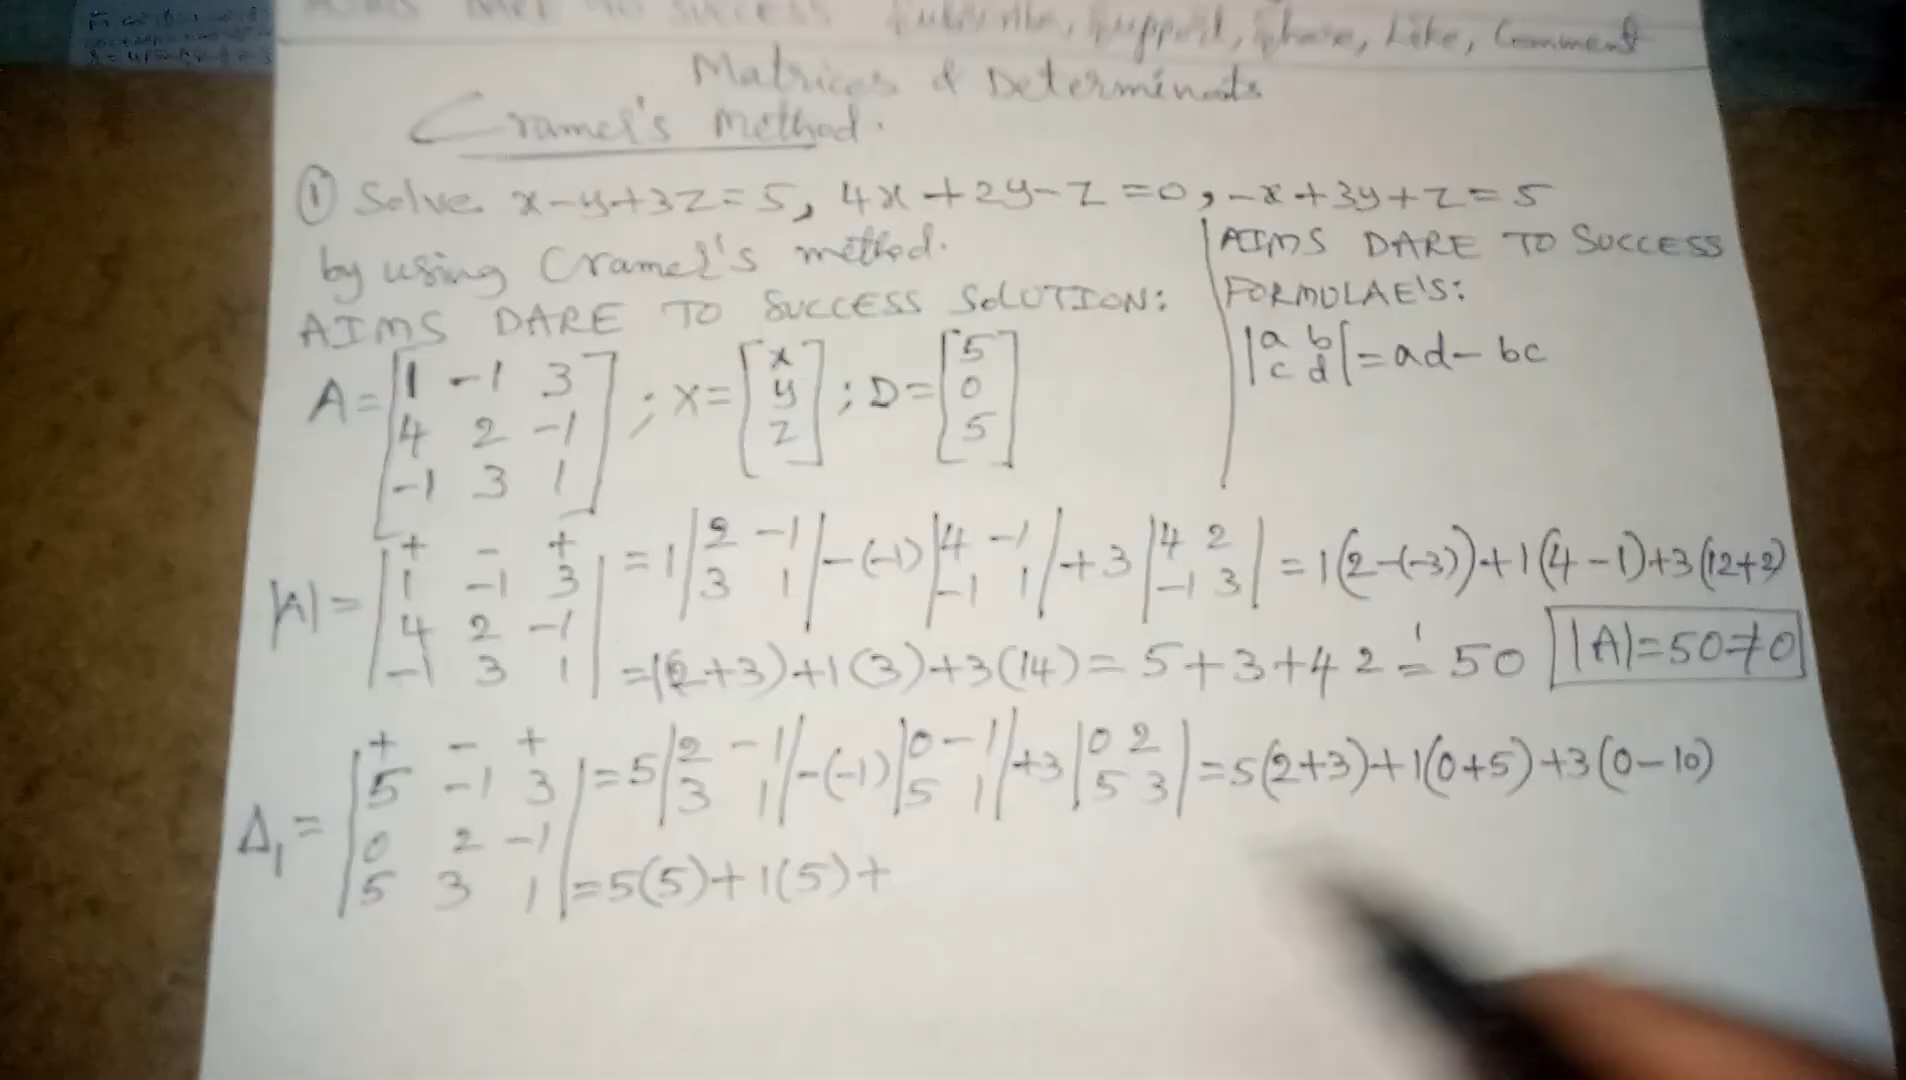 SUCCESS Subscribe, Support, Share, Like, Comment
Matrices & Determinants
Cramer's method.
① Solve x-y+3z=5, 4x+2y-z=0, -x+3y+z=5
by using Cramer's method.
AIMS DARE TO SUCCESS SOLUTION:
A=[1 -1 3; X=[x; D=[5
4 2 -1 y 0
-1 3 1] z] 5]
AIMS DARE TO SUCCESS
FORMULAE'S:
|a b
c d|=ad-bc
+ - +
|A|=|1 -1 3 =1|2 -1|-(-1)|4 -1|+3|4 2|=1(2-(-3))+1(4-1)+3(12+2)
4 2 -1 3 1 -1 1 -1 3
-1 3 1| =1(2+3)+1(3)+3(14)=5+3+42=50 |A|=50≠0
+ - +
Δ₁=|5 -1 3|=5|2 -1|-(-1)|0 -1|+3|0 2|=5(2+3)+1(0+5)+3(0-10)
0 2 -1 3 1 5 1 5 3
5 3 1|=5(5)+1(5)+